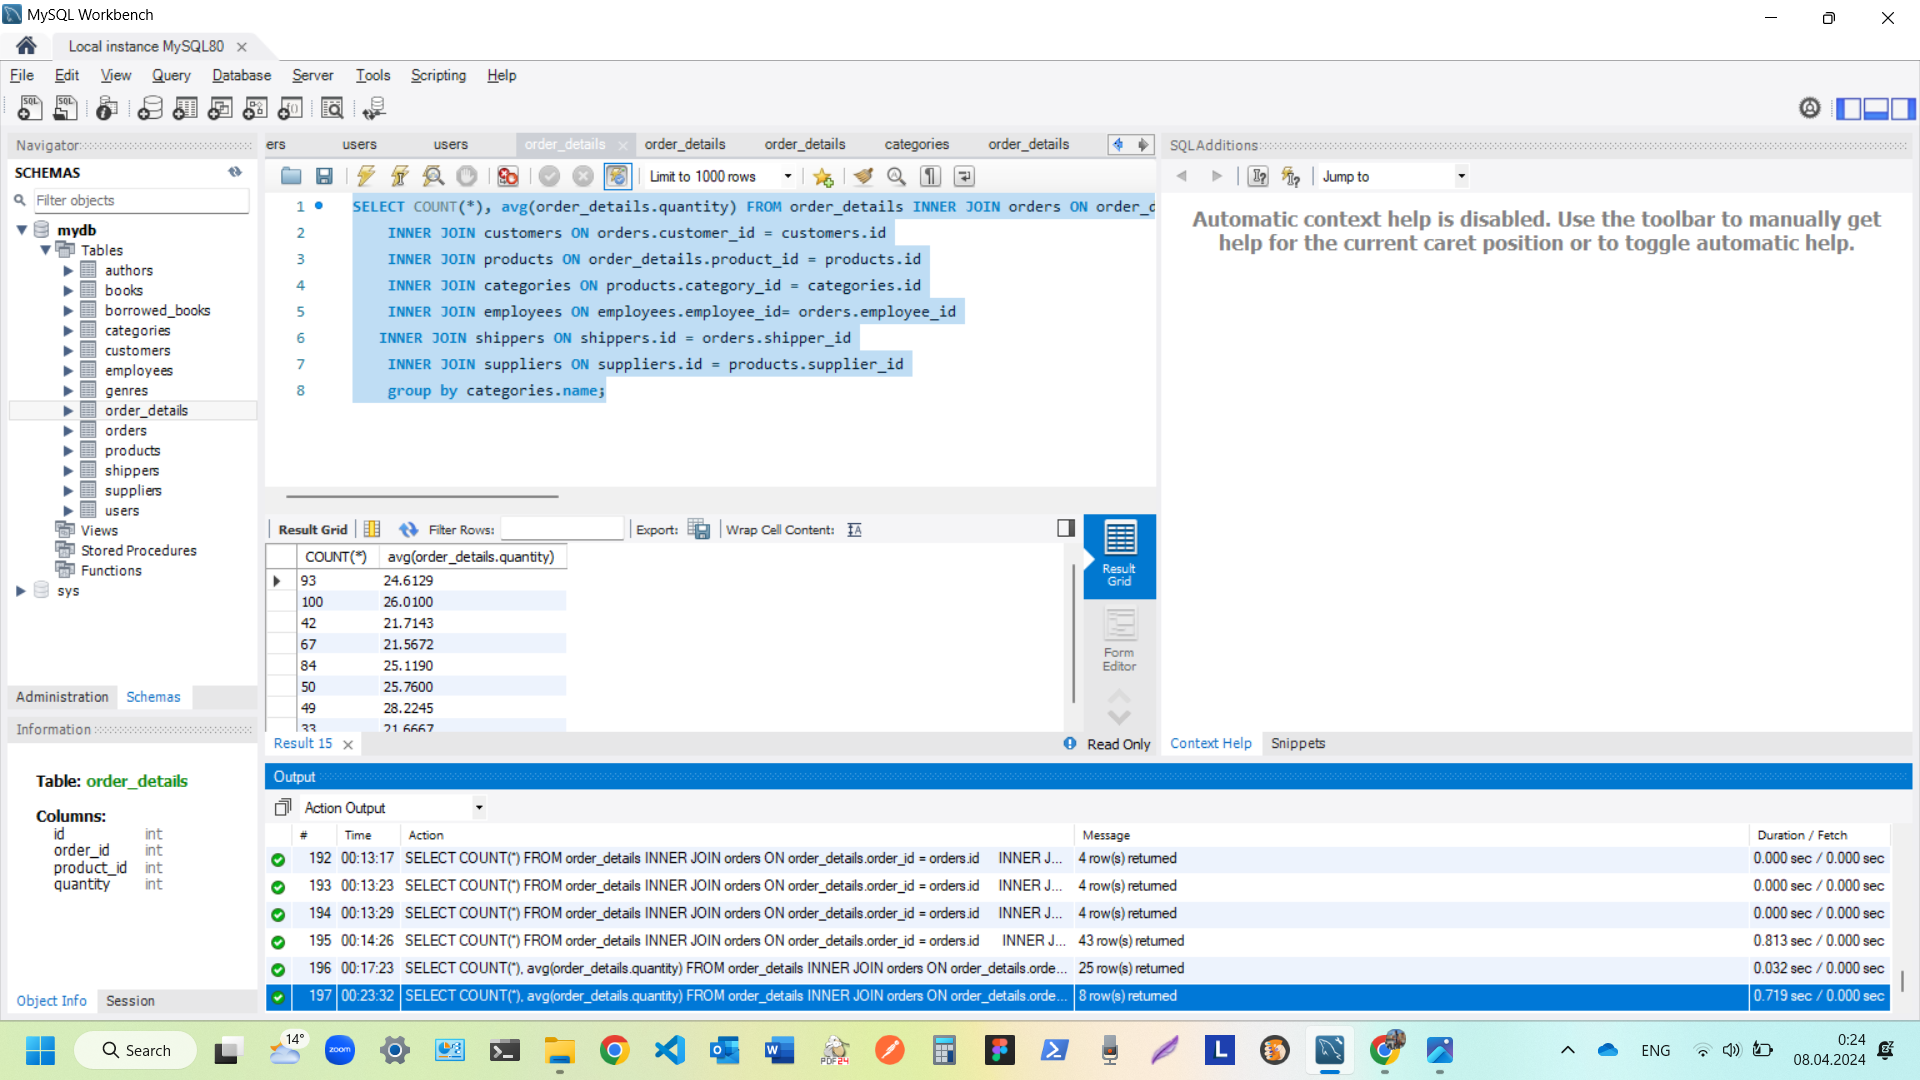 MySQL Workbench
Local instance MySQL80
File Edit View Query Database Server Tools Scripting Help
Navigator
SCHEMAS
Filter objects
mydb
Tables
authors
books
borrowed_books
categories
customers
employees
genres
order_details
orders
products
shippers
suppliers
users
Views
Stored Procedures
Functions
sys
Administration Schemas
Information
Table: order_details
Columns:
id int
order_id int
product_id int
quantity int
Object Info Session
ers users users order_details order_details order_details categories order_details
Limit to 1000 rows
1 SELECT COUNT(*), avg(order_details.quantity) FROM order_details INNER JOIN orders ON order_d
2 INNER JOIN customers ON orders.customer_id = customers.id
3 INNER JOIN products ON order_details.product_id = products.id
4 INNER JOIN categories ON products.category_id = categories.id
5 INNER JOIN employees ON employees.employee_id= orders.employee_id
6 INNER JOIN shippers ON shippers.id = orders.shipper_id
7 INNER JOIN suppliers ON suppliers.id = products.supplier_id
8 group by categories.name;
Result Grid Filter Rows: Export: Wrap Cell Content:
COUNT(*) avg(order_details.quantity)
93 24.6129
100 26.0100
42 21.7143
67 21.5672
84 25.1190
50 25.7600
49 28.2245
33 21.6667
Result Grid
Form Editor
Result 15 Read Only
SQLAdditions
Jump to
Automatic context help is disabled. Use the toolbar to manually get
help for the current caret position or to toggle automatic help.
Context Help Snippets
Output
Action Output
# Time Action Message Duration / Fetch
192 00:13:17 SELECT COUNT(*) FROM order_details INNER JOIN orders ON order_details.order_id = orders.id INNER J... 4 row(s) returned 0.000 sec / 0.000 sec
193 00:13:23 SELECT COUNT(*) FROM order_details INNER JOIN orders ON order_details.order_id = orders.id INNER J... 4 row(s) returned 0.000 sec / 0.000 sec
194 00:13:29 SELECT COUNT(*) FROM order_details INNER JOIN orders ON order_details.order_id = orders.id INNER J... 4 row(s) returned 0.000 sec / 0.000 sec
195 00:14:26 SELECT COUNT(*) FROM order_details INNER JOIN orders ON order_details.order_id = orders.id INNER J... 43 row(s) returned 0.813 sec / 0.000 sec
196 00:17:23 SELECT COUNT(*), avg(order_details.quantity) FROM order_details INNER JOIN orders ON order_details.orde... 25 row(s) returned 0.032 sec / 0.000 sec
197 00:23:32 SELECT COUNT(*), avg(order_details.quantity) FROM order_details INNER JOIN orders ON order_details.orde... 8 row(s) returned 0.719 sec / 0.000 sec
Search 14° zoom PDF24 L ENG 0:24
08.04.2024